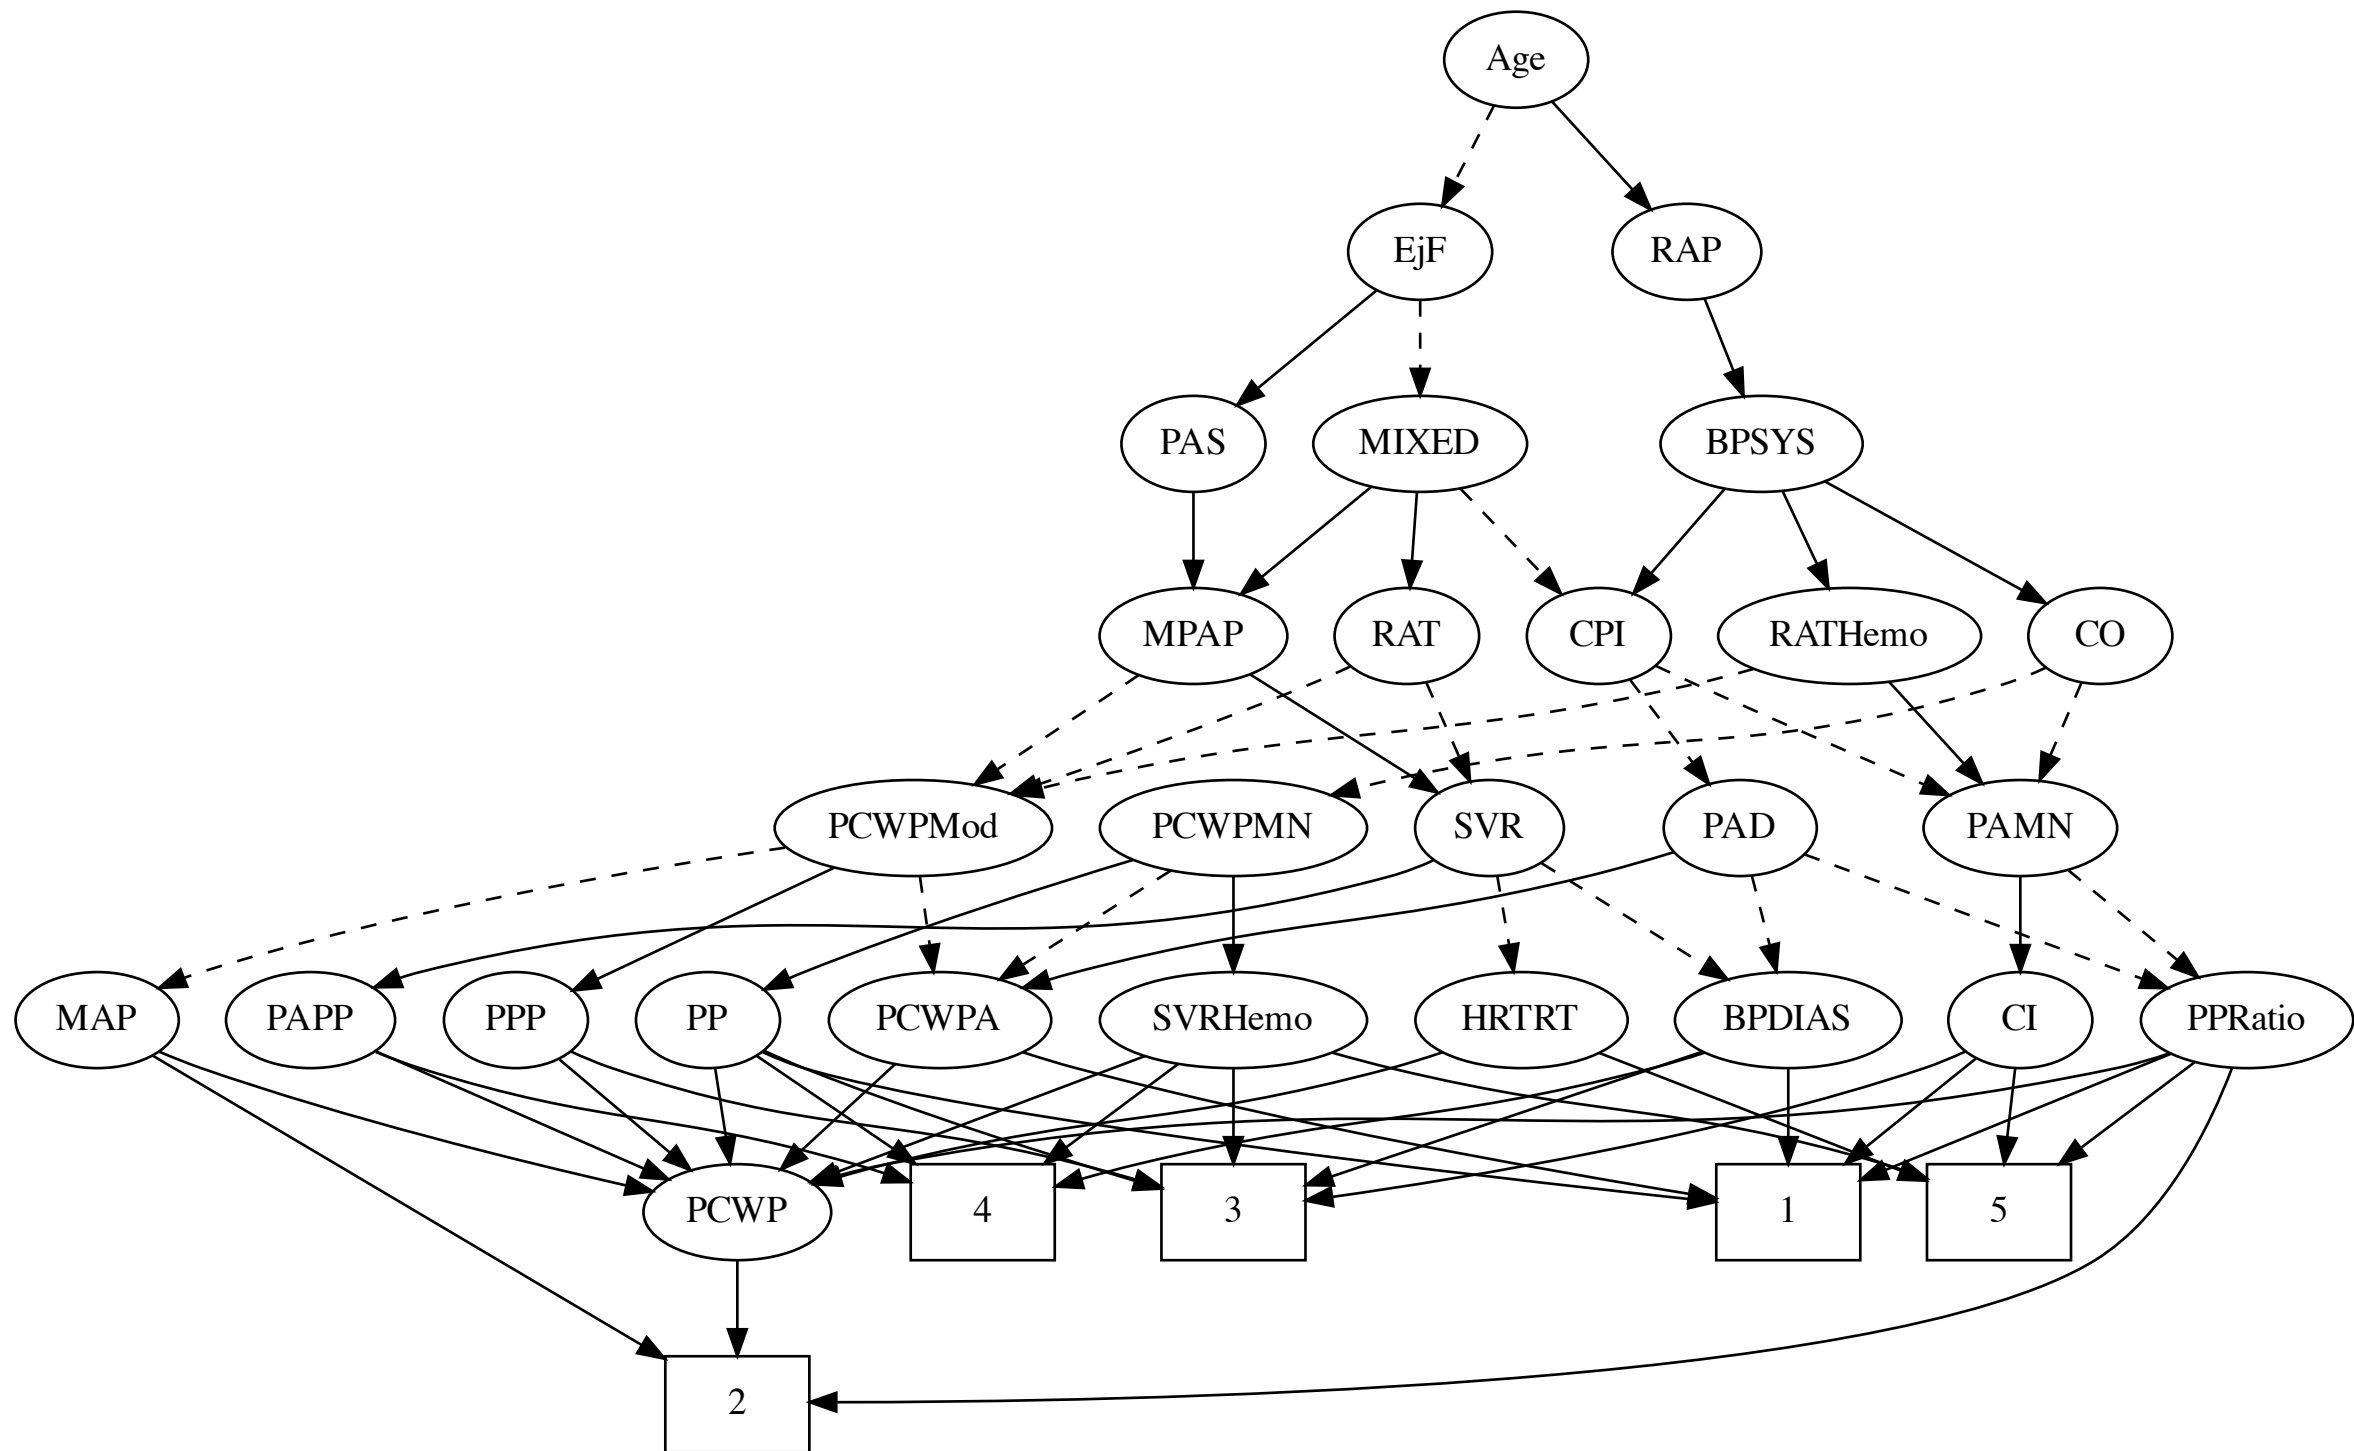 Age
EjF
RAP
PAS
MIXED
BPSYS
MPAP
RAT
CPI
RATHemo
CO
PCWPMod
PCWPMN
SVR
PAD
PAMN
MAP
PAPP
PPP
PP
PCWPA
SVRHemo
HRTRT
BPDIAS
CI
PPRatio
PCWP
4
3
1
5
2